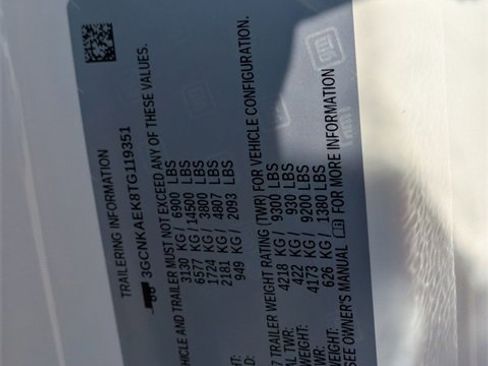 TRAILERING INFORMATION
3GCNKAEK8TG119351
VEHICLE AND TRAILER MUST NOT EXCEED ANY OF THESE VALUES.
3130 KG / 6900 LBS
6577 KG / 14500 LBS
1724 KG / 3800 LBS
2181 KG / 4807 LBS
949 KG / 2093 LBS
TRAILER WEIGHT RATING (TWR) FOR VEHICLE CONFIGURATION.
4218 KG / 9300 LBS
TWR: 422 KG / 930 LBS
4173 KG / 9200 LBS
626 KG / 1380 LBS
SEE OWNER'S MANUAL FOR MORE INFORMATION
gm